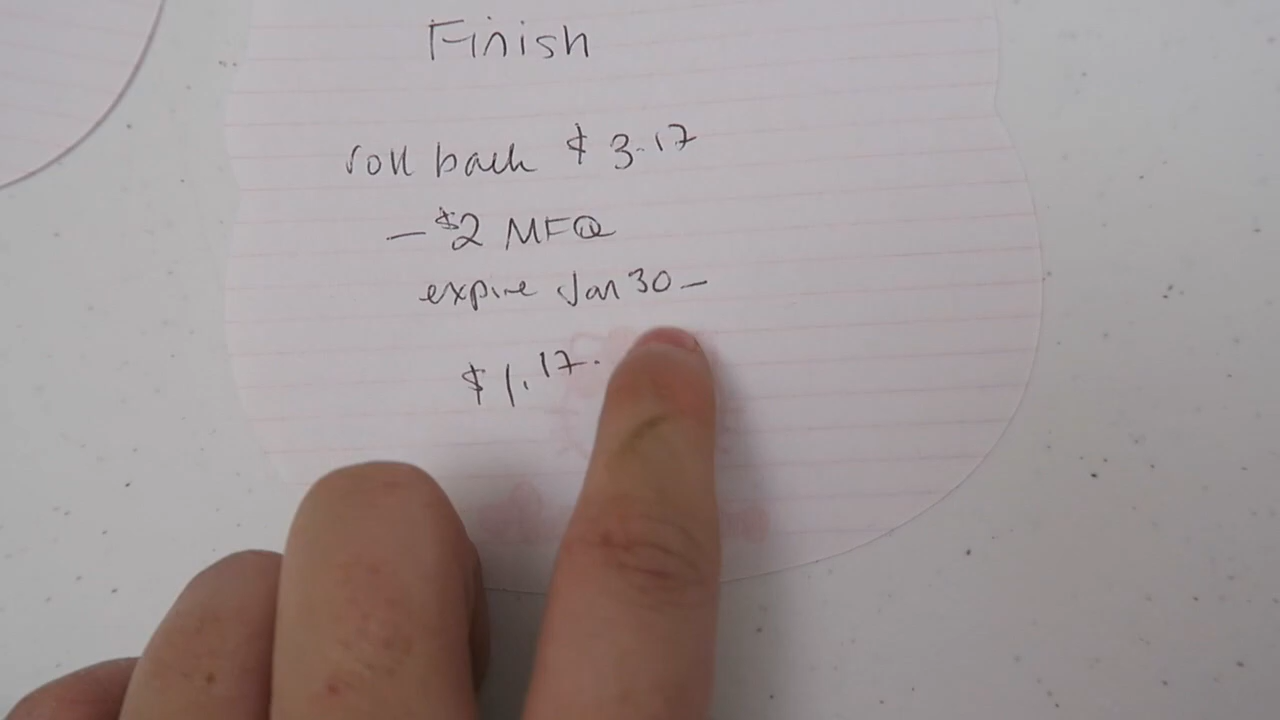 Finish
roll back $ 3.17
- $2 MFQ
expire Jan 30 -
$ 1.17.